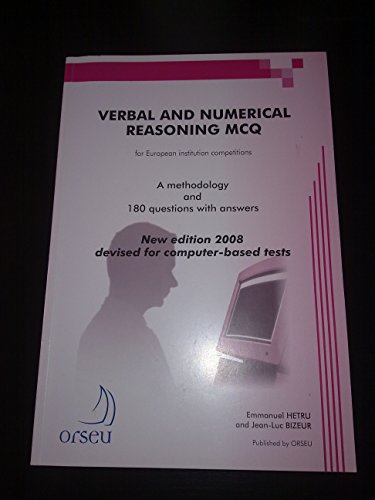 VERBAL AND NUMERICAL
REASONING MCQ
for European institution competitions
A methodology
and
180 questions with answers
New edition 2008
devised for computer-based tests
Emmanuel HETRU
and Jean-Luc BIZEUR
Published by ORSEU
orseu